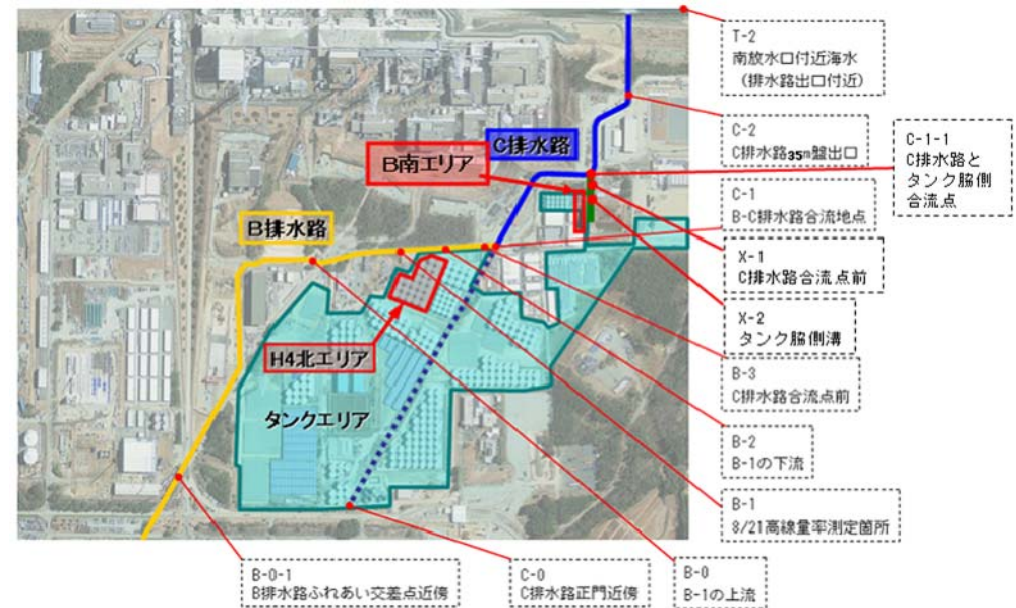 T-2
南放水口付近海水
（排水路出口付近）
C-2
C排水路35m盤出口
C-1-1
C排水路と
タンク脇側
合流点
C-1
B-C排水路合流地点
X-1
C排水路合流点前
X-2
タンク脇側溝
B-3
C排水路合流点前
B-2
B-1の下流
B-1
8/21高線量率測定箇所
C排水路
B南エリア
B排水路
H4北エリア
タンクエリア
B-0-1
B排水路ふれあい交差点近傍
C-0
C排水路正門近傍
B-0
B-1の上流